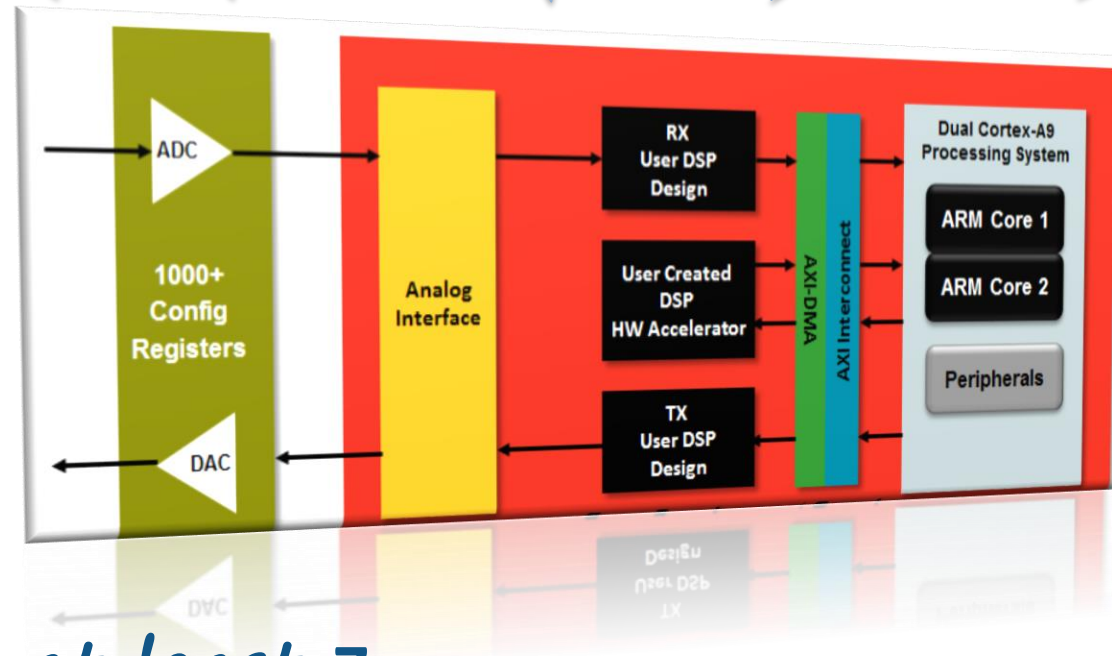 ADC
1000+
Config
Registers
DAC
Analog
Interface
RX
User DSP
Design
User Created
DSP
HW Accelerator
TX
User DSP
Design
AXI-DMA
AXI Interconnect
Dual Cortex-A9
Processing System
ARM Core 1
ARM Core 2
Peripherals